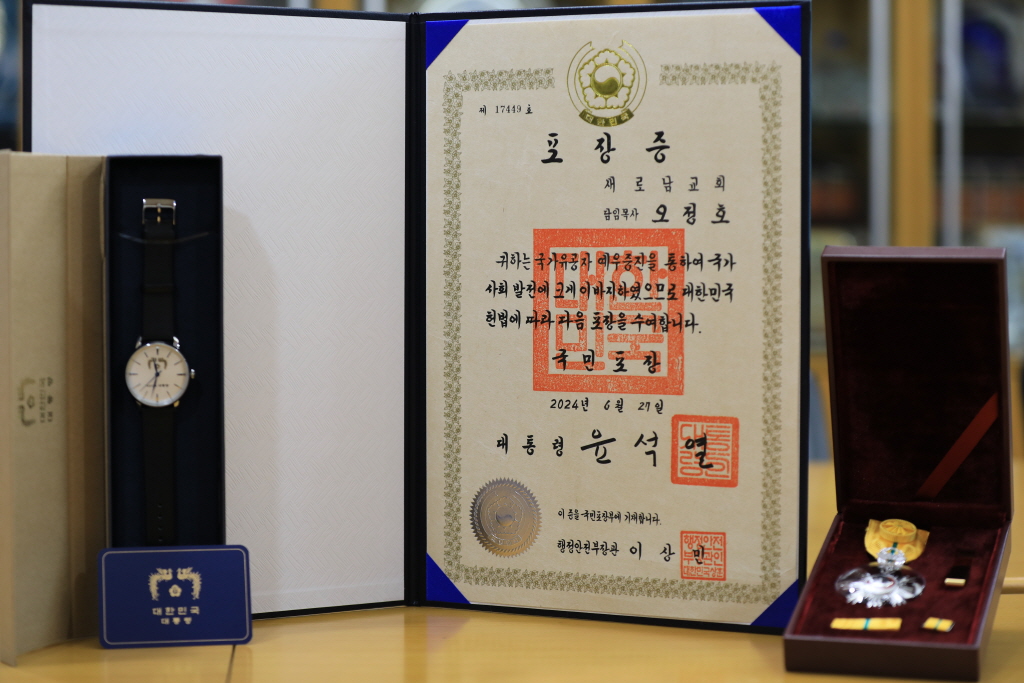 대한민국
제 17449 호
포장증
새로남교회
담임목사 오정호
귀하는 국가유공자 예우증진을 통하여 국가
사회 발전에 크게 이바지하였으므로 대한민국
헌법에 따라 다음 포장을 수여합니다.
국민포장
2024년 6월 27일
대통령 윤석열
이 증을 국민포장부에 기재합니다.
행정안전부장관 이상민
대한민국
대통령